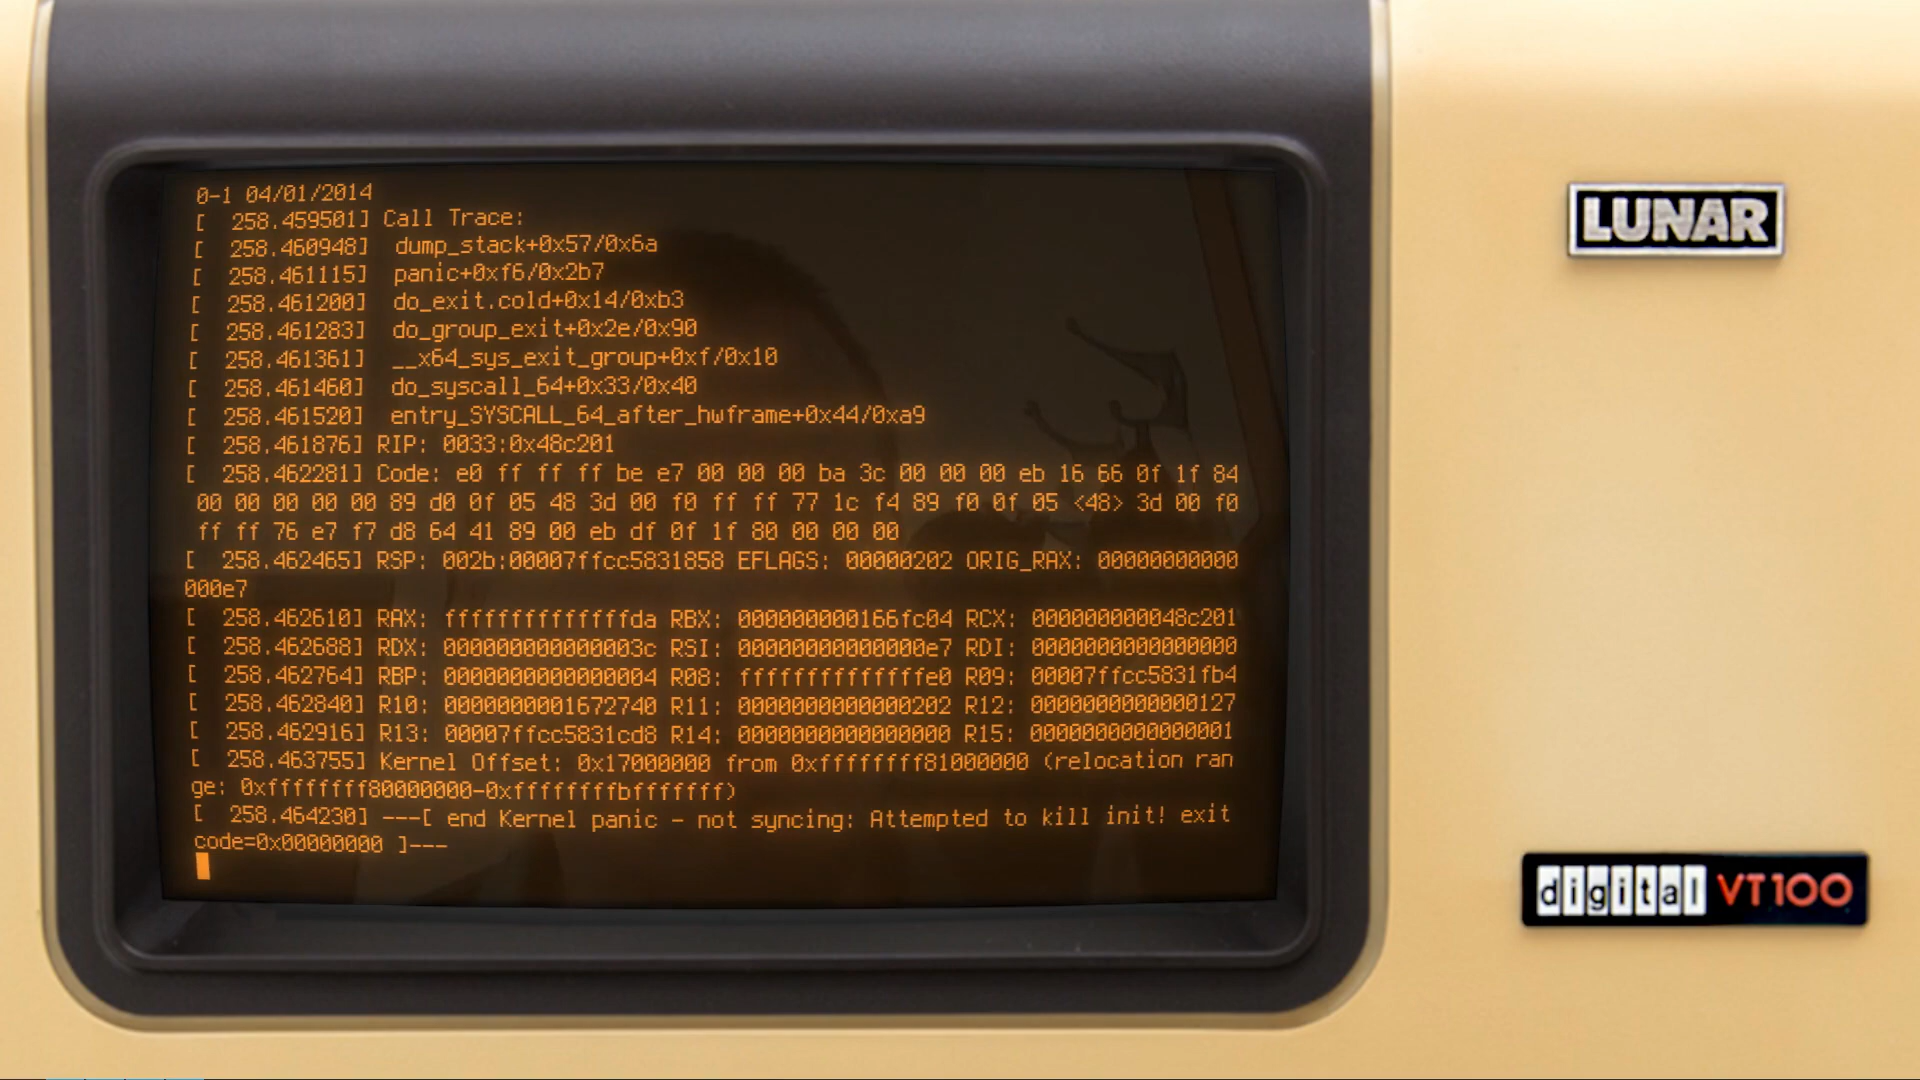 0-1 04/01/2014
[  258.459501] Call Trace:
[  258.460948]  dump_stack+0x57/0x6a
[  258.461115]  panic+0xf6/0x2b7
[  258.461200]  do_exit.cold+0x14/0xb3
[  258.461283]  do_group_exit+0x2e/0x90
[  258.461361]  __x64_sys_exit_group+0xf/0x10
[  258.461460]  do_syscall_64+0x33/0x40
[  258.461520]  entry_SYSCALL_64_after_hwframe+0x44/0xa9
[  258.461876] RIP: 0033:0x48c201
[  258.462281] Code: e0 ff ff ff be e7 00 00 00 ba 3c 00 00 00 eb 16 66 0f 1f 84
00 00 00 00 00 89 d0 0f 05 48 3d 00 f0 ff ff 77 1c f4 89 f0 0f 05 <48> 3d 00 f0
ff ff 76 e7 f7 d8 64 41 89 00 eb df 0f 1f 80 00 00 00
[  258.462465] RSP: 002b:00007ffcc5831858 EFLAGS: 00000202 ORIG_RAX: 00000000000
000e7
[  258.462610] RAX: ffffffffffffffda RBX: 000000000166fc04 RCX: 000000000048c201
[  258.462688] RDX: 000000000000003c RSI: 00000000000000e7 RDI: 0000000000000000
[  258.462764] RBP: 0000000000000004 R08: ffffffffffffffe0 R09: 00007ffcc5831fb4
[  258.462840] R10: 0000000001672740 R11: 0000000000000202 R12: 0000000000000127
[  258.462916] R13: 00007ffcc5831cd8 R14: 0000000000000000 R15: 0000000000000001
[  258.463755] Kernel Offset: 0x17000000 from 0xffffffff81000000 (relocation ran
ge: 0xffffffff80000000-0xffffffffbfffffff)
[  258.464230] ---[ end Kernel panic - not syncing: Attempted to kill init! exit
code=0x00000000 ]---
LUNAR
digital VT100